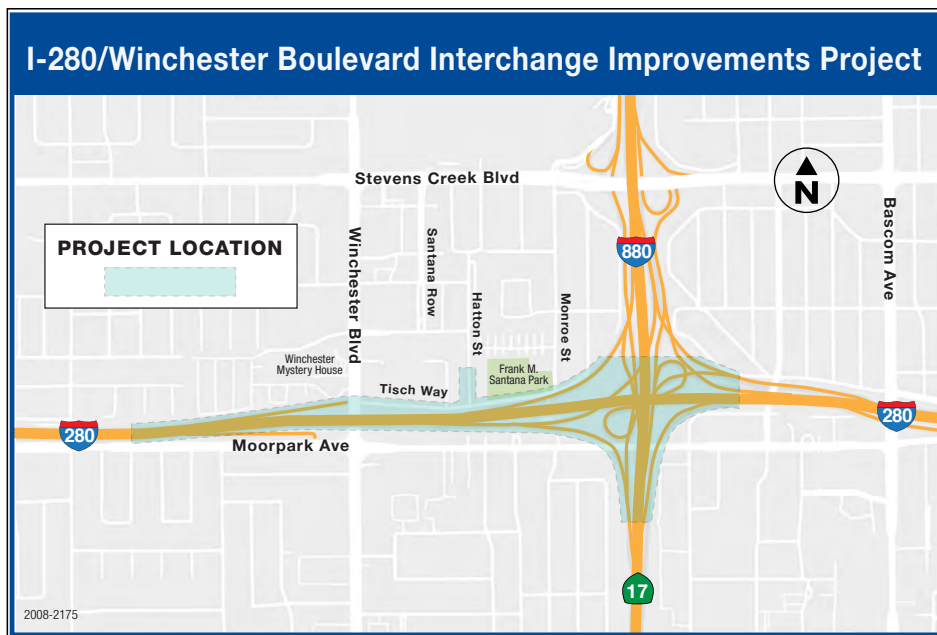 I-280/Winchester Boulevard Interchange Improvements Project
Stevens Creek Blvd
N
PROJECT LOCATION
Winchester Blvd
Santana Row
Hatton St
Monroe St
880
Bascom Ave
Winchester
Mystery House
Frank M.
Santana Park
Tisch Way
280
280
Moorpark Ave
17
2008-2175